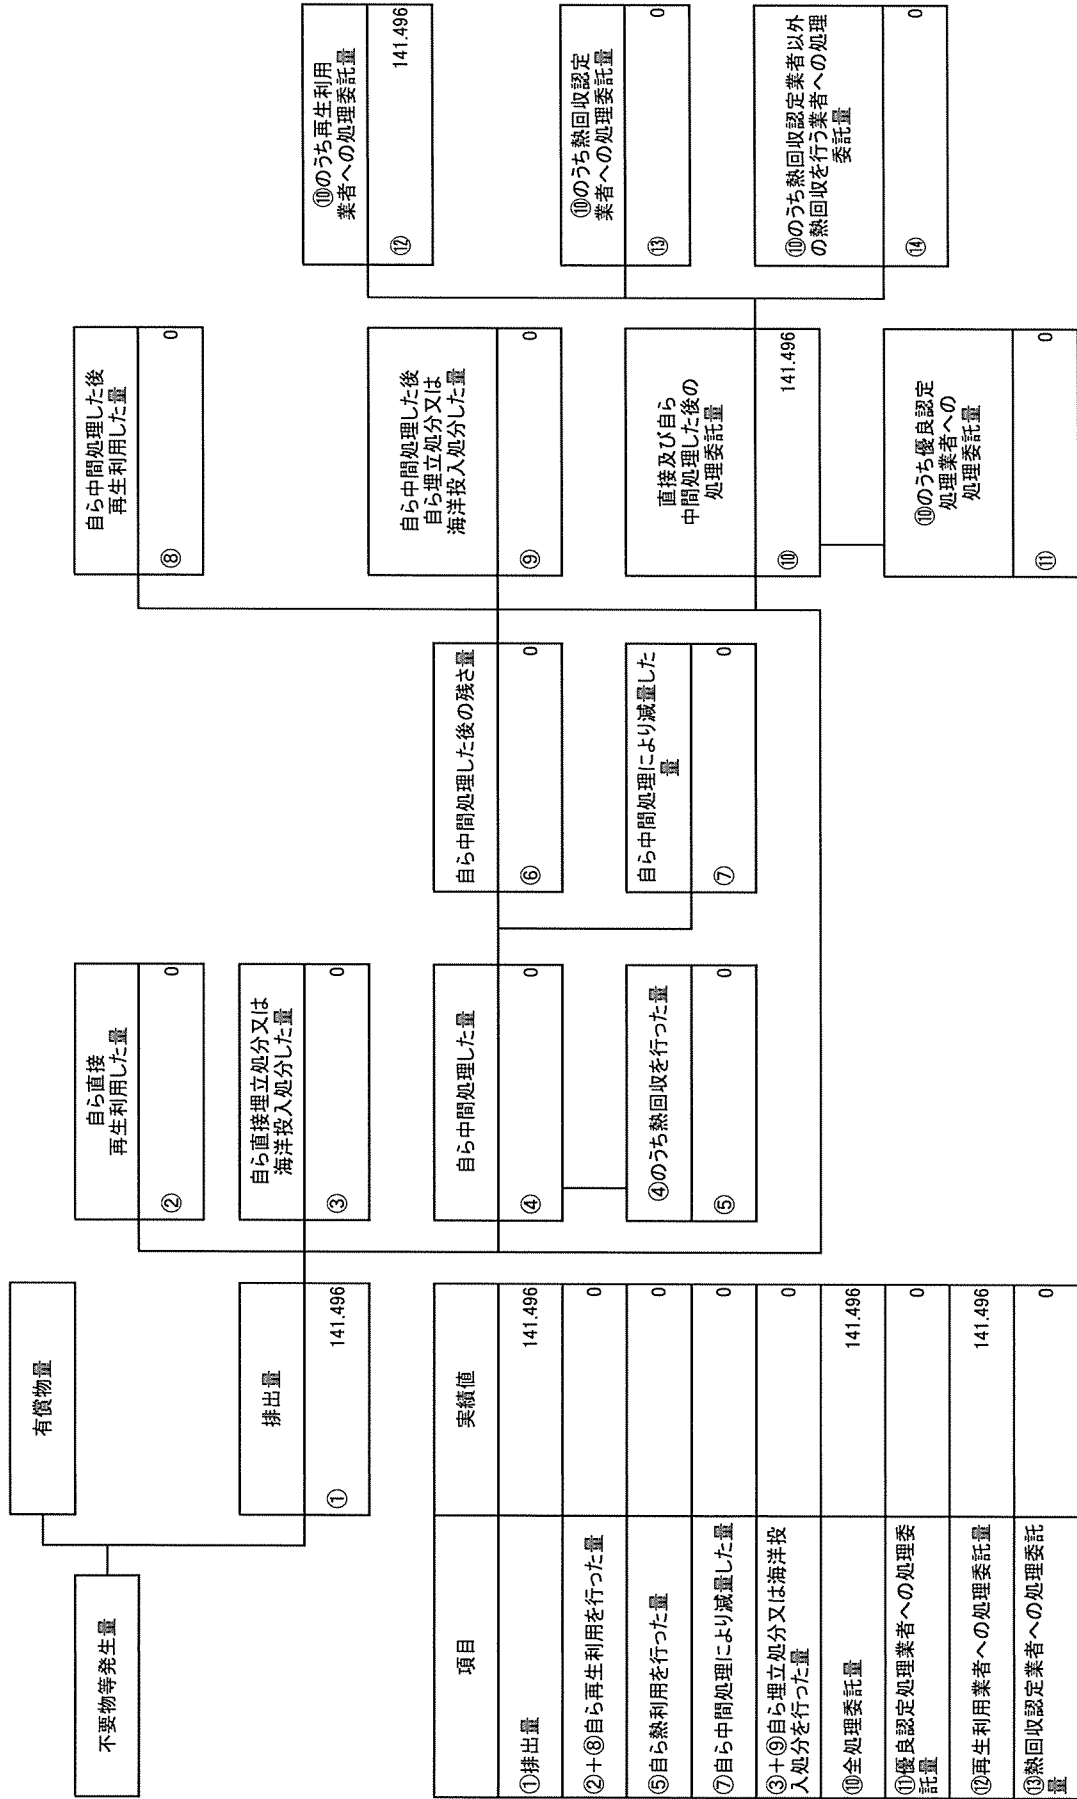 不要物等発生量
有償物量
排出量
① 141.496
自ら直接
再生利用した量
② 0
自ら直接埋立処分又は
海洋投入処分した量
③ 0
自ら中間処理した量
④ 0
④のうち熱回収を行った量
⑤ 0
自ら中間処理した後の残さ量
⑥ 0
自ら中間処理により減量した
量
⑦ 0
自ら中間処理した後
再生利用した量
⑧ 0
自ら中間処理した後
自ら埋立処分又は
海洋投入処分した量
⑨ 0
直接及び自ら
中間処理した後の
処理委託量
⑩ 141.496
⑩のうち優良認定
処理業者への
処理委託量
⑪ 0
⑩のうち再生利用
業者への処理委託量
⑫ 141.496
⑩のうち熱回収認定
業者への処理委託量
⑬ 0
⑩のうち熱回収認定業者以外
の熱回収を行う業者への処理
委託量
⑭ 0
項目 実績値
①排出量 141.496
②+⑧自ら再生利用を行った量 0
⑤自ら熱利用を行った量 0
⑦自ら中間処理により減量した量 0
③+⑨自ら埋立処分又は海洋投
入処分を行った量 0
⑩全処理委託量 141.496
⑪優良認定処理業者への処理委
託量 0
⑫再生利用業者への処理委託量 141.496
⑬熱回収認定業者への処理委託
量 0